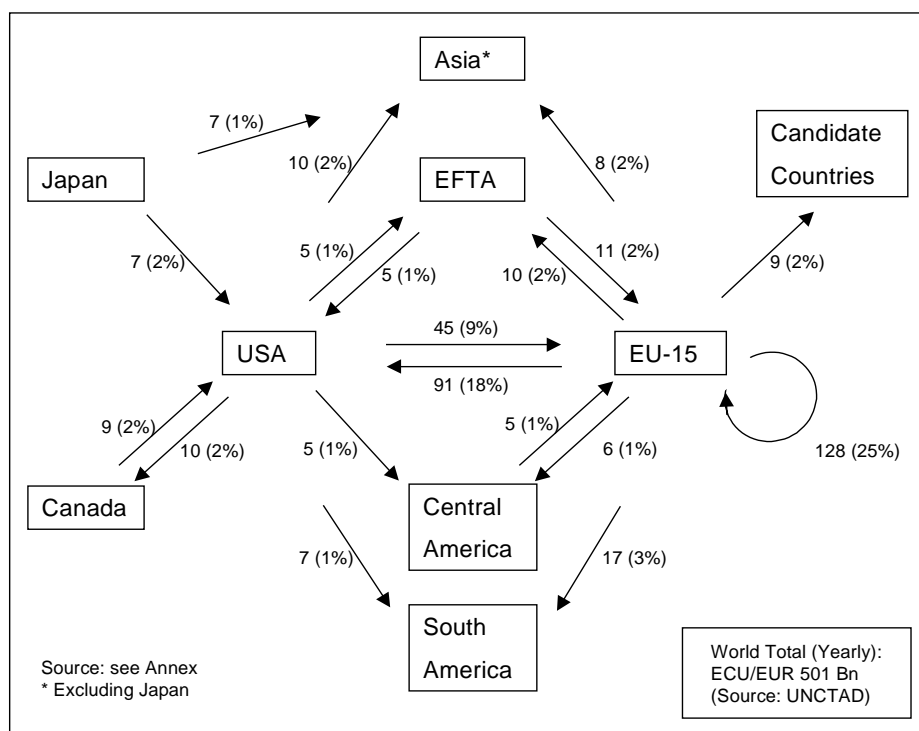 Asia*
7 (1%)
10 (2%)
8 (2%)
Candidate
Countries
Japan
EFTA
7 (2%)
5 (1%)
5 (1%)
11 (2%)
10 (2%)
9 (2%)
USA
45 (9%)
91 (18%)
EU-15
9 (2%)
10 (2%)
5 (1%)
5 (1%)
6 (1%)
128 (25%)
Canada
Central
America
7 (1%)
17 (3%)
South
America
Source: see Annex
* Excluding Japan
World Total (Yearly):
ECU/EUR 501 Bn
(Source: UNCTAD)